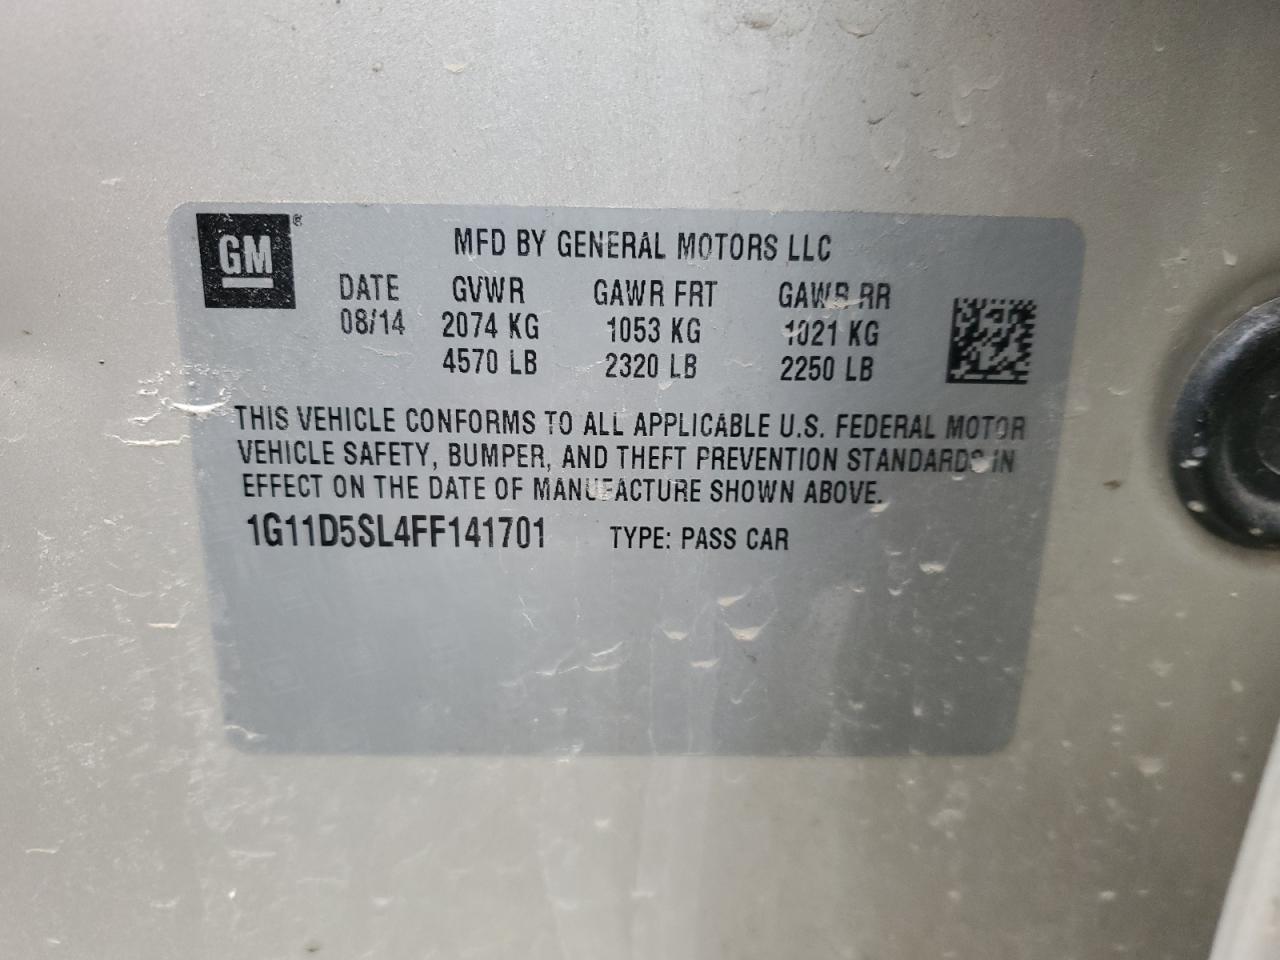 GM ®
MFD BY GENERAL MOTORS LLC
DATE GVWR GAWR FRT GAWR RR
08/14 2074 KG 1053 KG 1021 KG
4570 LB 2320 LB 2250 LB
THIS VEHICLE CONFORMS TO ALL APPLICABLE U.S. FEDERAL MOTOR
VEHICLE SAFETY, BUMPER, AND THEFT PREVENTION STANDARDS IN
EFFECT ON THE DATE OF MANUFACTURE SHOWN ABOVE.
1G11D5SL4FF141701 TYPE: PASS CAR